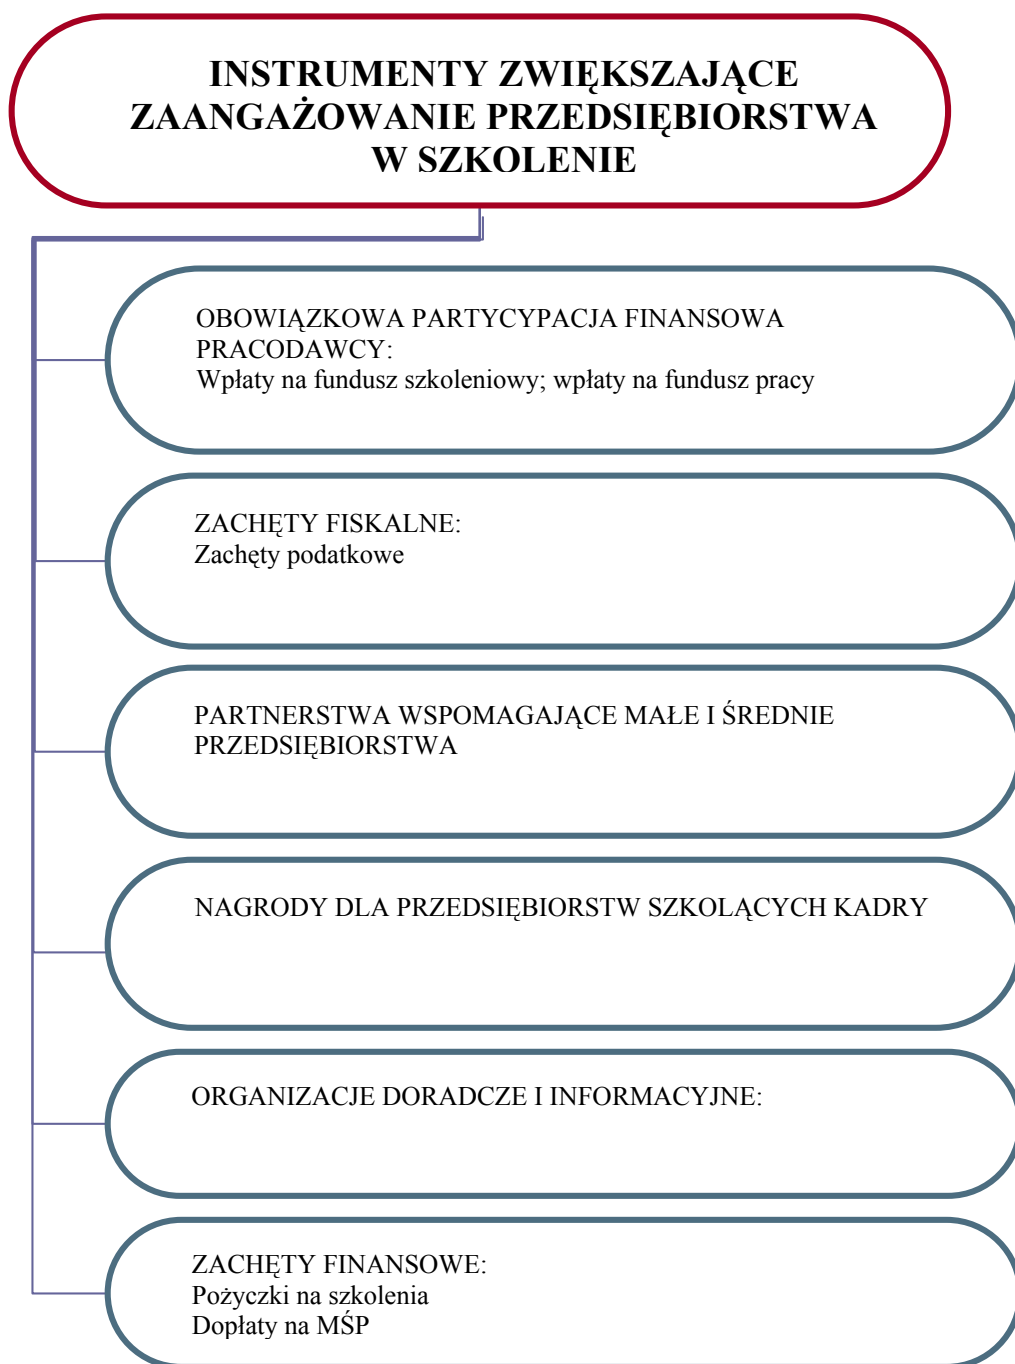 INSTRUMENTY ZWIĘKSZAJĄCE
ZAANGAŻOWANIE PRZEDSIĘBIORSTWA
W SZKOLENIE
OBOWIĄZKOWA PARTYCYPACJA FINANSOWA
PRACODAWCY:
Wpłaty na fundusz szkoleniowy; wpłaty na fundusz pracy
ZACHĘTY FISKALNE:
Zachęty podatkowe
PARTNERSTWA WSPOMAGAJĄCE MAŁE I ŚREDNIE
PRZEDSIĘBIORSTWA
NAGRODY DLA PRZEDSIĘBIORSTW SZKOLĄCYCH KADRY
ORGANIZACJE DORADCZE I INFORMACYJNE:
ZACHĘTY FINANSOWE:
Pożyczki na szkolenia
Dopłaty na MŚP